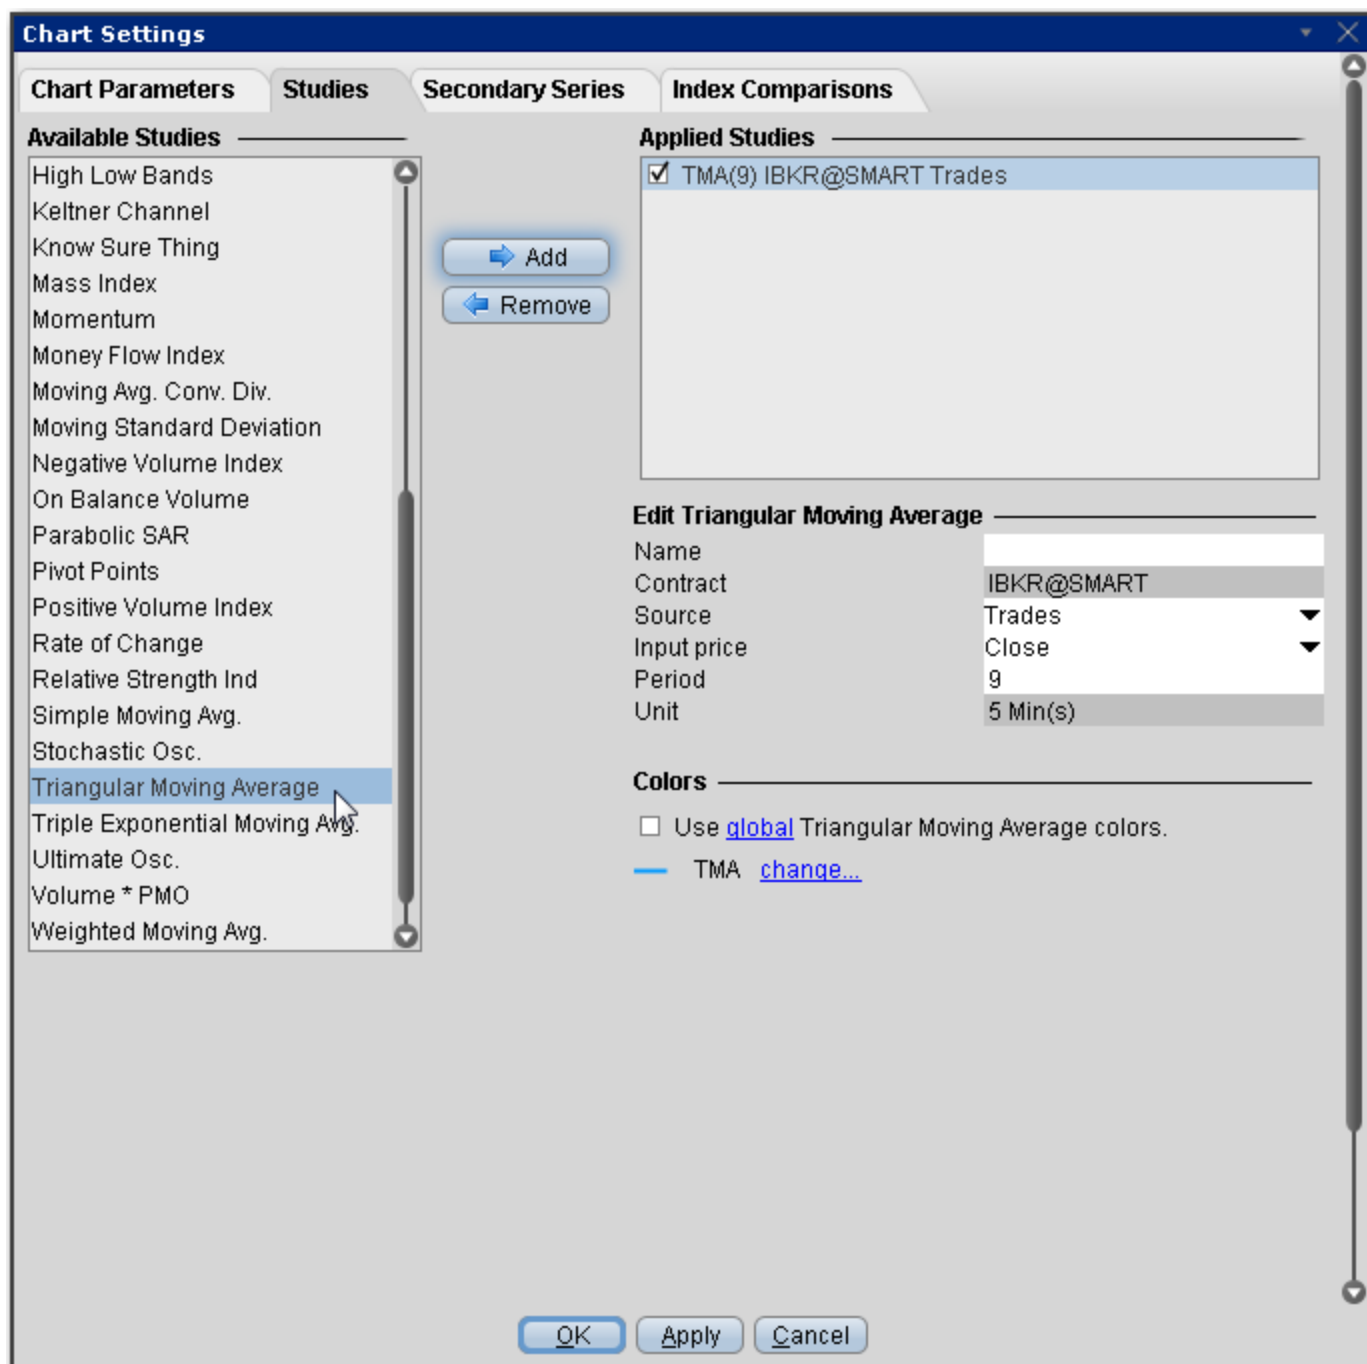 Chart Settings
Chart Parameters
Studies
Secondary Series
Index Comparisons
Available Studies
High Low Bands
Keltner Channel
Know Sure Thing
Mass Index
Momentum
Money Flow Index
Moving Avg. Conv. Div.
Moving Standard Deviation
Negative Volume Index
On Balance Volume
Parabolic SAR
Pivot Points
Positive Volume Index
Rate of Change
Relative Strength Ind
Simple Moving Avg.
Stochastic Osc.
Triangular Moving Average
Triple Exponential Moving Avg.
Ultimate Osc.
Volume * PMO
Weighted Moving Avg.
Add
Remove
Applied Studies
TMA(9) IBKR@SMART Trades
Edit Triangular Moving Average
Name
Contract IBKR@SMART
Source Trades
Input price Close
Period 9
Unit 5 Min(s)
Colors
Use global Triangular Moving Average colors.
TMA change...
OK
Apply
Cancel